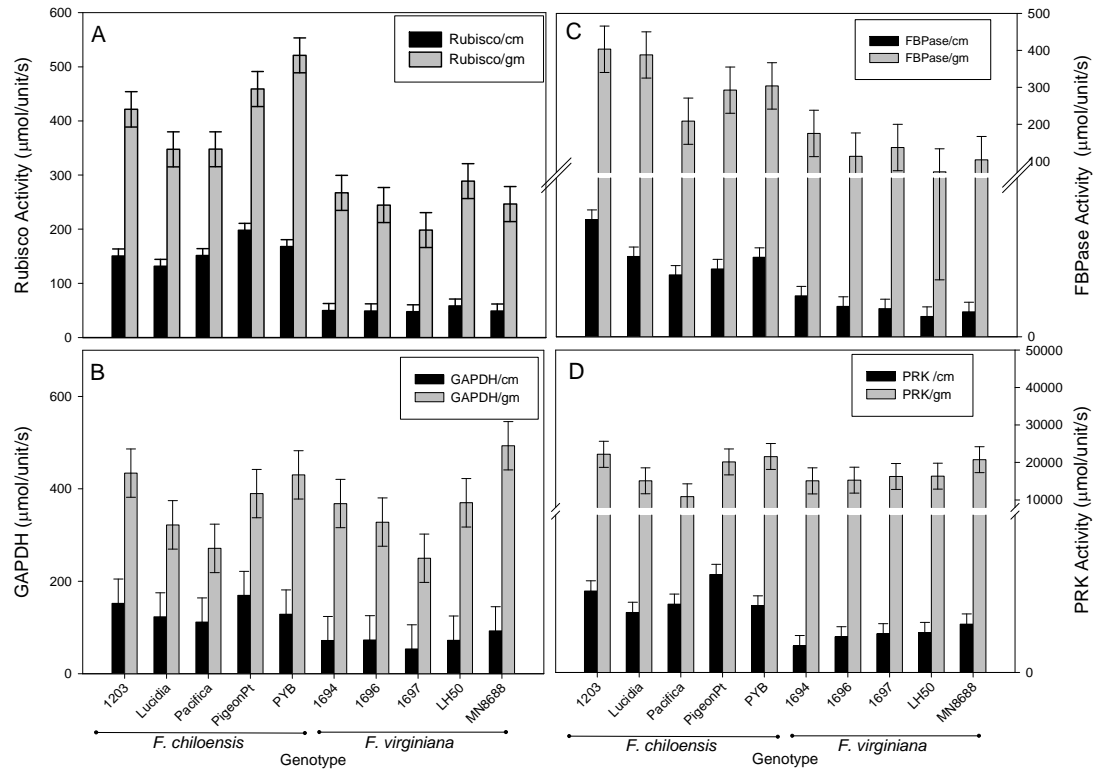 A
Rubisco/cm
Rubisco/gm
Rubisco Activity (μmol/unit/s)
600
500
400
300
200
100
0
C
FBPase/cm
FBPase/gm
FBPase Activity (μmol/unit/s)
500
400
300
200
100
0
B
GAPDH/cm
GAPDH/gm
GAPDH (μmol/unit/s)
600
400
200
0
1203
Lucidia
Pacifica
PigeonPt
PYB
1694
1696
1697
LH50
MN8688
F. chiloensis
F. virginiana
Genotype
D
PRK /cm
PRK/gm
PRK Activity (μmol/unit/s)
50000
40000
30000
20000
10000
0
1203
Lucidia
Pacifica
PigeonPt
PYB
1694
1696
1697
LH50
MN8688
F. chiloensis
F. virginiana
Genotype